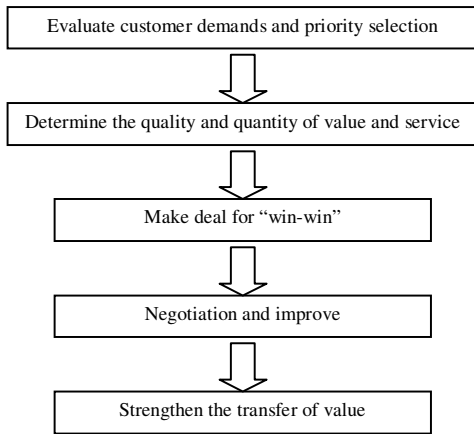 Evaluate customer demands and priority selection
Determine the quality and quantity of value and service
Make deal for “win-win”
Negotiation and improve
Strengthen the transfer of value